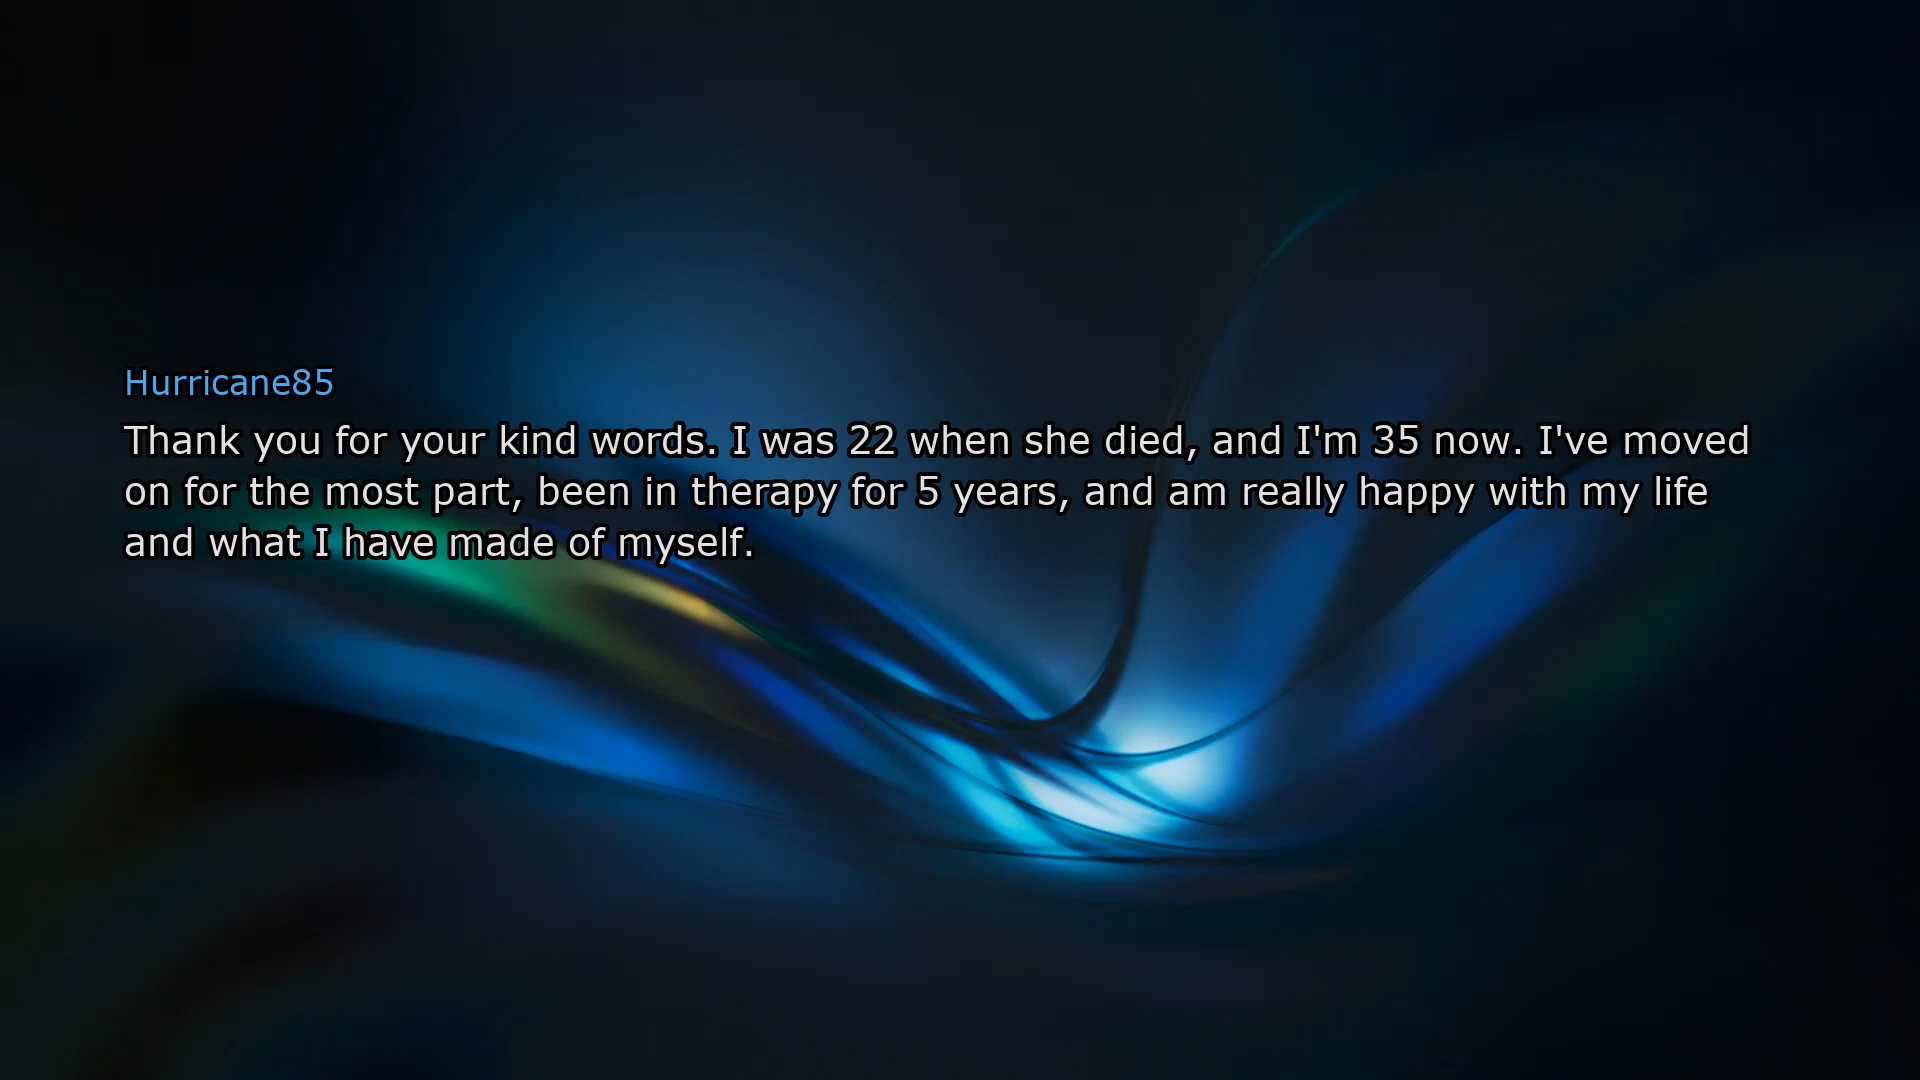 Hurricane85
Thank you for your kind words. I was 22 when she died, and I'm 35 now. I've moved
on for the most part, been in therapy for 5 years, and am really happy with my life
and what I have made of myself.